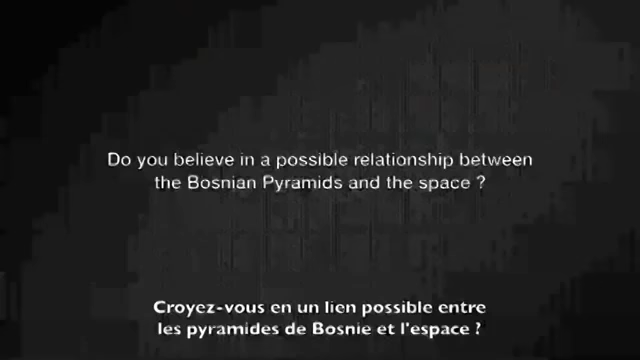 Do you believe in a possible relationship between
the Bosnian Pyramids and the space ?
Croyez-vous en un lien possible entre
les pyramides de Bosnie et l'espace ?